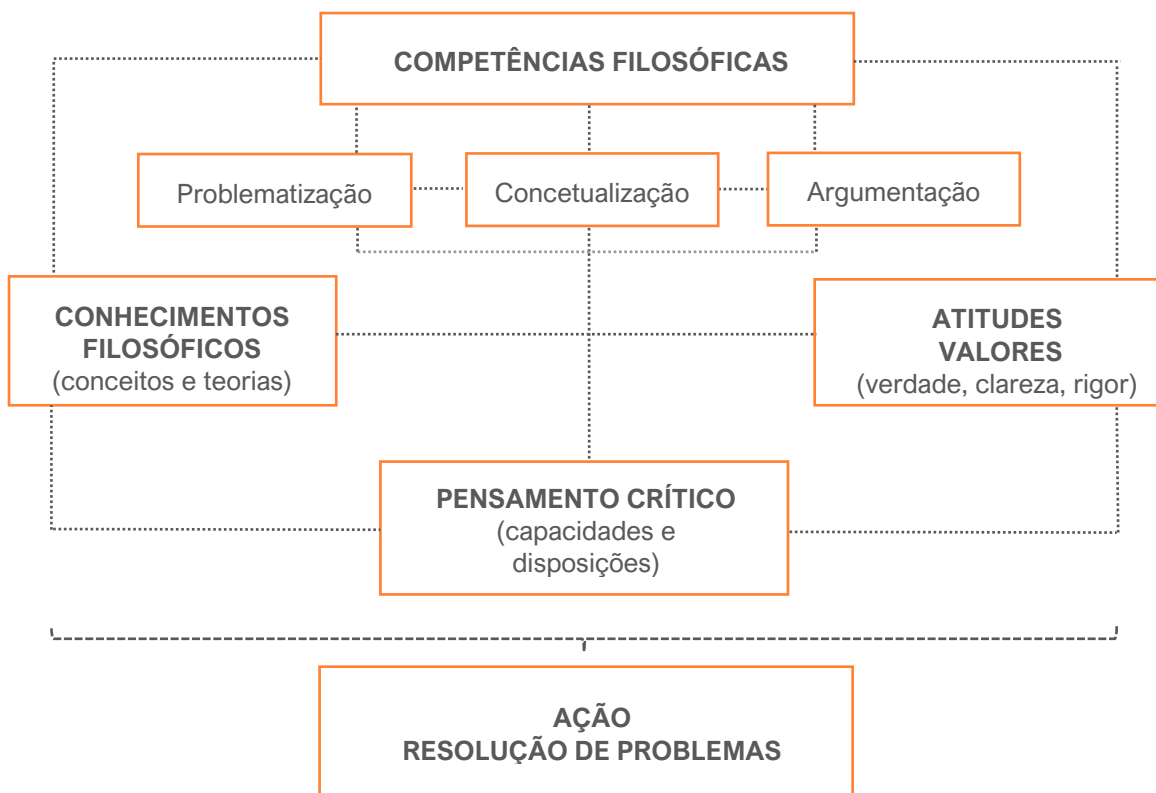 COMPETÊNCIAS FILOSÓFICAS
Problematização
Concetualização
Argumentação
CONHECIMENTOS
FILOSÓFICOS
(conceitos e teorias)
ATITUDES
VALORES
(verdade, clareza, rigor)
PENSAMENTO CRÍTICO
(capacidades e
disposições)
AÇÃO
RESOLUÇÃO DE PROBLEMAS